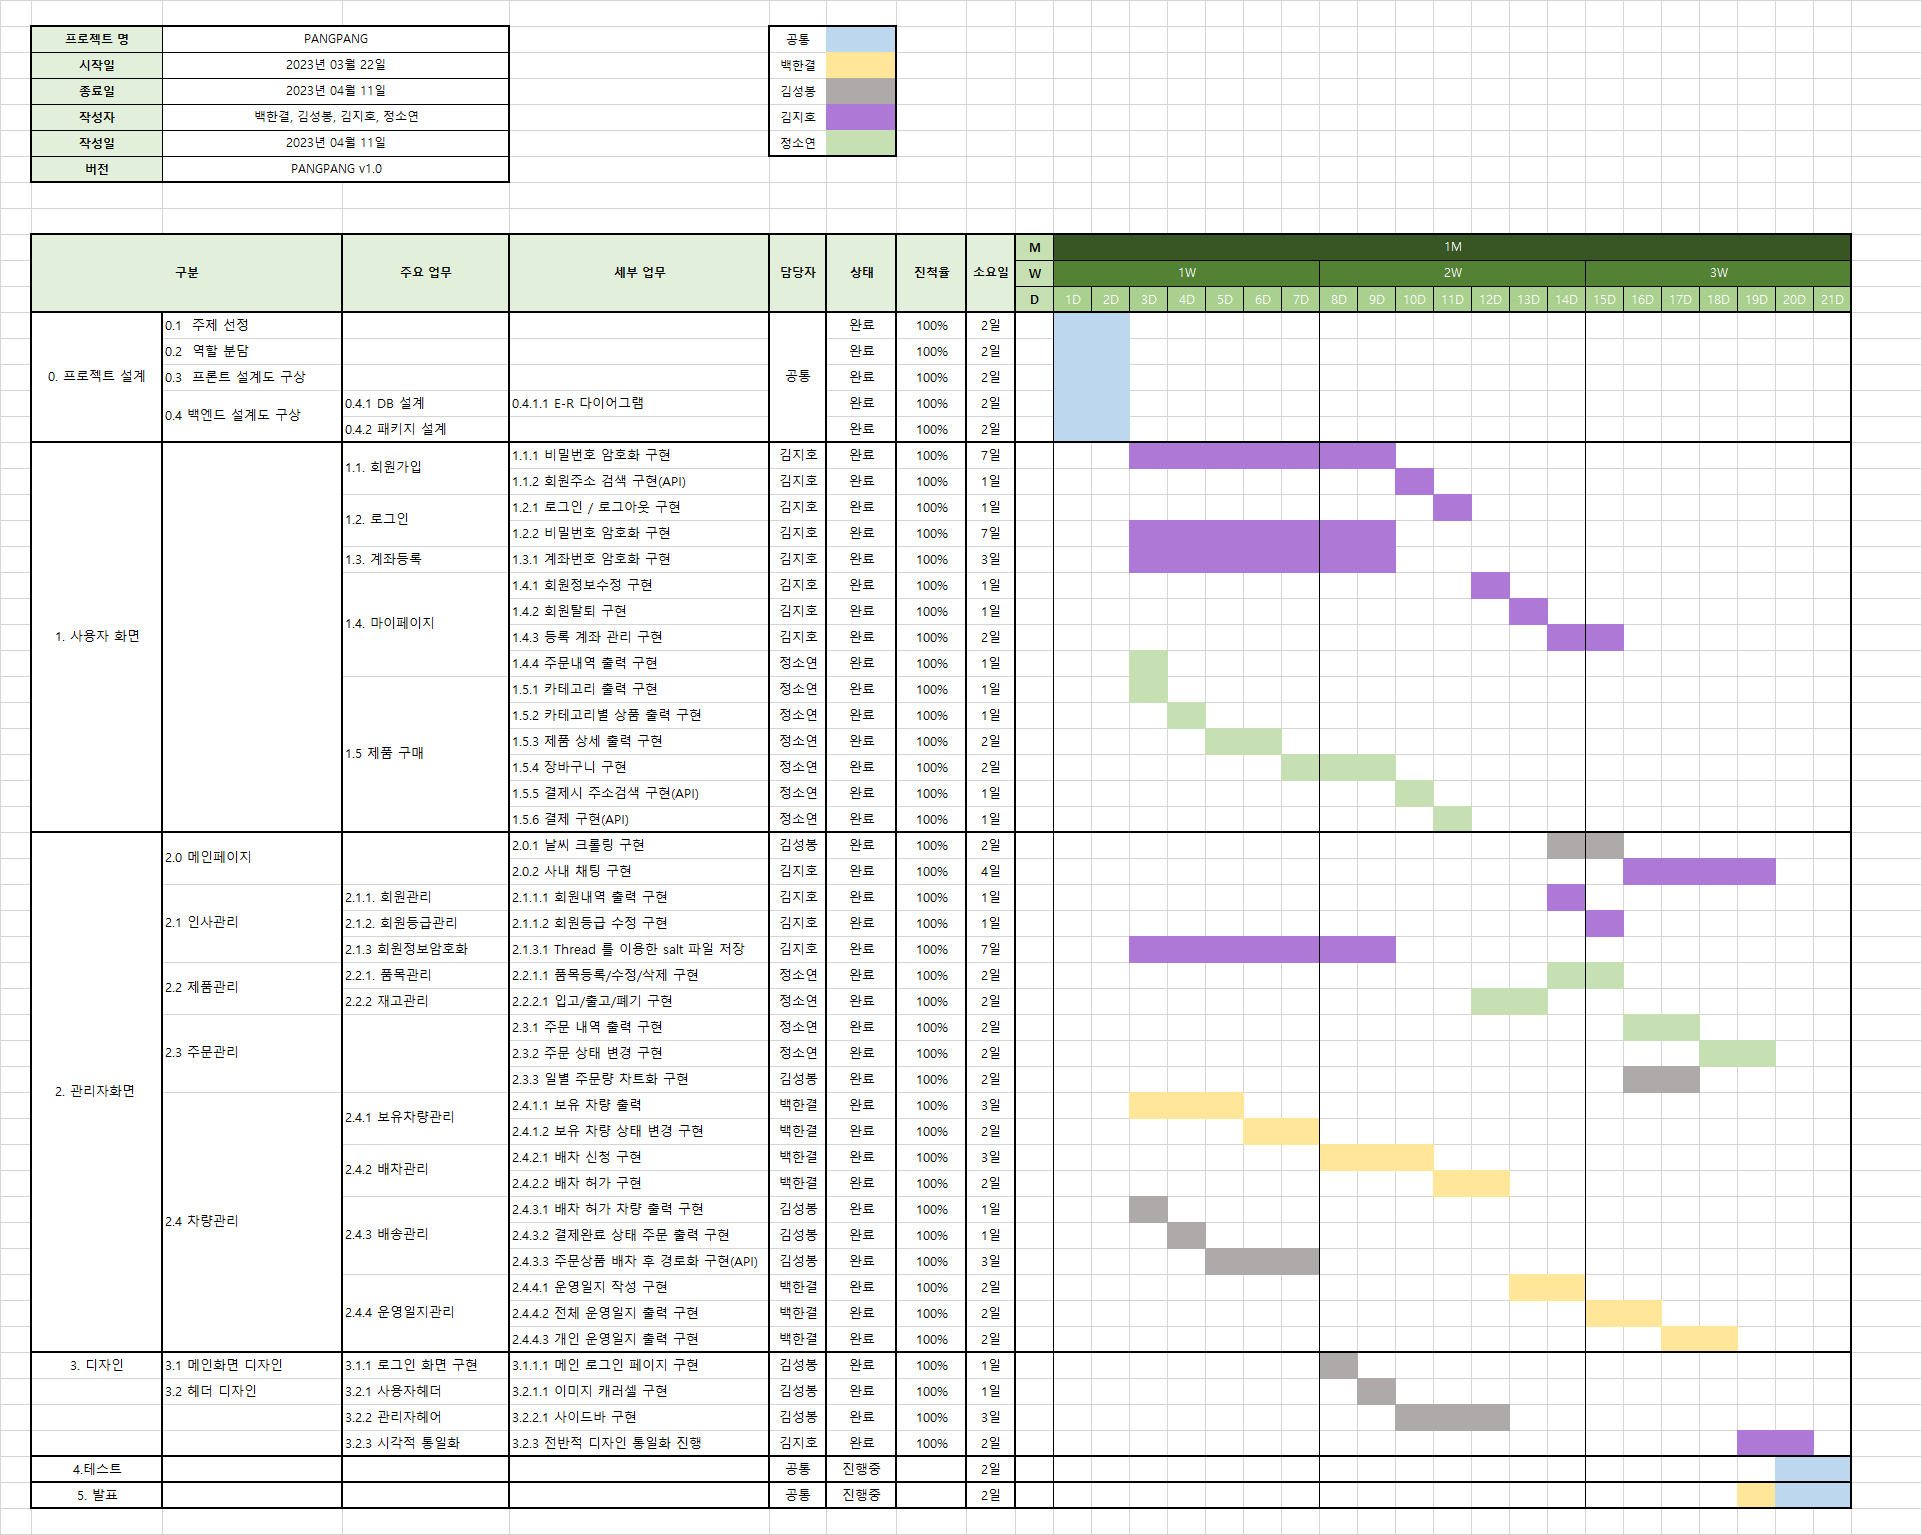 프로젝트 명 PANGPANG 공통
시작일 2023년 03월 22일 백한결
종료일 2023년 04월 11일 김성봉
작성자 백한결, 김성봉, 김지호, 정소연 김지호
작성일 2023년 04월 11일 정소연
버전 PANGPANG v1.0
구분 주요 업무 세부 업무 담당자 상태 진척율 소요일
M 1M
W 1W 2W 3W
D 1D 2D 3D 4D 5D 6D 7D 8D 9D 10D 11D 12D 13D 14D 15D 16D 17D 18D 19D 20D 21D
0. 프로젝트 설계 공통
0.1 주제 선정 완료 100% 2일
0.2 역할 분담 완료 100% 2일
0.3 프론트 설계도 구상 완료 100% 2일
0.4 백엔드 설계도 구상
0.4.1 DB 설계 0.4.1.1 E-R 다이어그램 완료 100% 2일
0.4.2 패키지 설계 완료 100% 2일
1. 사용자 화면
1.1. 회원가입
1.1.1 비밀번호 암호화 구현 김지호 완료 100% 7일
1.1.2 회원주소 검색 구현(API) 김지호 완료 100% 1일
1.2. 로그인
1.2.1 로그인 / 로그아웃 구현 김지호 완료 100% 1일
1.2.2 비밀번호 암호화 구현 김지호 완료 100% 7일
1.3. 계좌등록 1.3.1 계좌번호 암호화 구현 김지호 완료 100% 3일
1.4. 마이페이지
1.4.1 회원정보수정 구현 김지호 완료 100% 1일
1.4.2 회원탈퇴 구현 김지호 완료 100% 1일
1.4.3 등록 계좌 관리 구현 김지호 완료 100% 2일
1.4.4 주문내역 출력 구현 정소연 완료 100% 1일
1.5 제품 구매
1.5.1 카테고리 출력 구현 정소연 완료 100% 1일
1.5.2 카테고리별 상품 출력 구현 정소연 완료 100% 1일
1.5.3 제품 상세 출력 구현 정소연 완료 100% 2일
1.5.4 장바구니 구현 정소연 완료 100% 2일
1.5.5 결제시 주소검색 구현(API) 정소연 완료 100% 1일
1.5.6 결제 구현(API) 정소연 완료 100% 1일
2. 관리자화면
2.0 메인페이지
2.0.1 날씨 크롤링 구현 김성봉 완료 100% 2일
2.0.2 사내 채팅 구현 김지호 완료 100% 4일
2.1 인사관리
2.1.1. 회원관리 2.1.1.1 회원내역 출력 구현 김지호 완료 100% 1일
2.1.2. 회원등급관리 2.1.1.2 회원등급 수정 구현 김지호 완료 100% 1일
2.1.3 회원정보암호화 2.1.3.1 Thread 를 이용한 salt 파일 저장 김지호 완료 100% 7일
2.2 제품관리
2.2.1. 품목관리 2.2.1.1 품목등록/수정/삭제 구현 정소연 완료 100% 2일
2.2.2 재고관리 2.2.2.1 입고/출고/폐기 구현 정소연 완료 100% 2일
2.3 주문관리
2.3.1 주문 내역 출력 구현 정소연 완료 100% 2일
2.3.2 주문 상태 변경 구현 정소연 완료 100% 2일
2.3.3 일별 주문량 차트화 구현 김성봉 완료 100% 2일
2.4 차량관리
2.4.1 보유차량관리
2.4.1.1 보유 차량 출력 백한결 완료 100% 3일
2.4.1.2 보유 차량 상태 변경 구현 백한결 완료 100% 2일
2.4.2 배차관리
2.4.2.1 배차 신청 구현 백한결 완료 100% 3일
2.4.2.2 배차 허가 구현 백한결 완료 100% 2일
2.4.3 배송관리
2.4.3.1 배차 허가 차량 출력 구현 김성봉 완료 100% 1일
2.4.3.2 결제완료 상태 주문 출력 구현 김성봉 완료 100% 1일
2.4.3.3 주문상품 배차 후 경로화 구현(API) 김성봉 완료 100% 3일
2.4.4 운영일지관리
2.4.4.1 운영일지 작성 구현 백한결 완료 100% 2일
2.4.4.2 전체 운영일지 출력 구현 백한결 완료 100% 2일
2.4.4.3 개인 운영일지 출력 구현 백한결 완료 100% 2일
3. 디자인 3.1 메인화면 디자인 3.1.1 로그인 화면 구현 3.1.1.1 메인 로그인 페이지 구현 김성봉 완료 100% 1일
3.2 헤더 디자인 3.2.1 사용자헤더 3.2.1.1 이미지 캐러셀 구현 김성봉 완료 100% 1일
3.2.2 관리자헤어 3.2.2.1 사이드바 구현 김성봉 완료 100% 3일
3.2.3 시각적 통일화 3.2.3 전반적 디자인 통일화 진행 김지호 완료 100% 2일
4.테스트 공통 진행중 2일
5. 발표 공통 진행중 2일